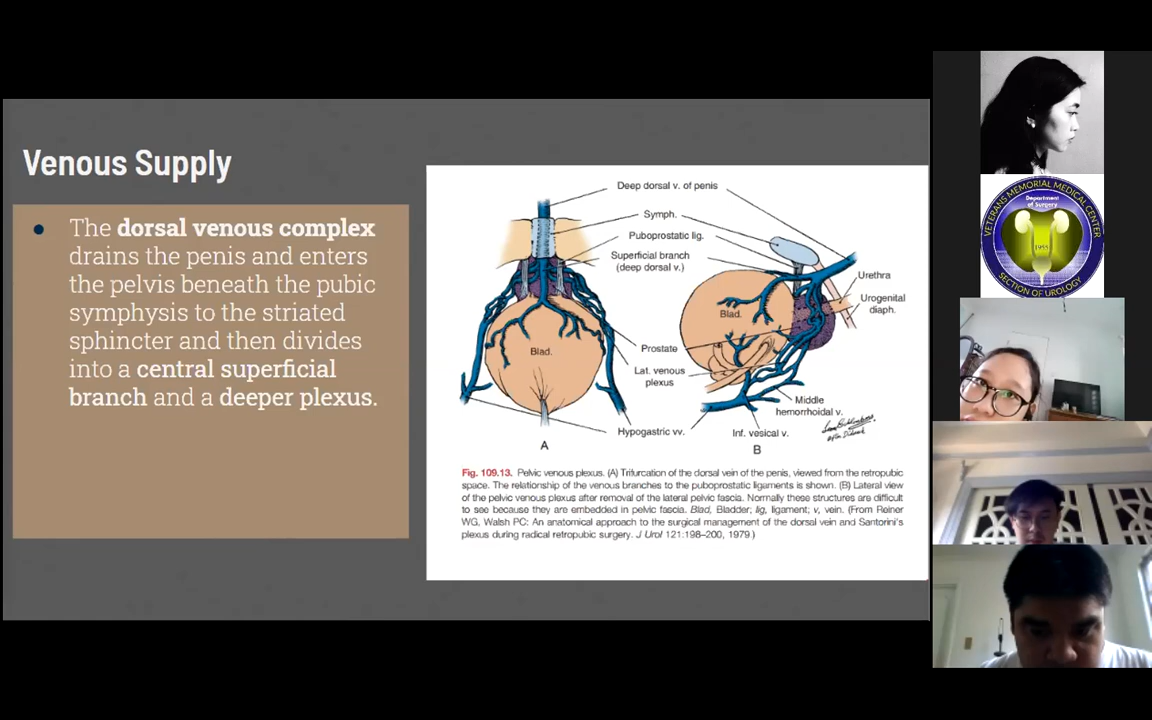 Venous Supply
● The dorsal venous complex
drains the penis and enters
the pelvis beneath the pubic
symphysis to the striated
sphincter and then divides
into a central superficial
branch and a deeper plexus.
Deep dorsal v. of penis
Symph.
Puboprostatic lig.
Superficial branch
(deep dorsal v.)
Urethra
Urogenital
diaph.
Blad.
Blad.
Prostate
Lat. venous
plexus
Middle
hemorrhoidal v.
Hypogastric vv.
Inf. vesical v.
A
B
Fig. 109.13. Pelvic venous plexus. (A) Trifurcation of the dorsal vein of the penis, viewed from the retropubic
space. The relationship of the venous branches to the puboprostatic ligaments is shown. (B) Lateral view
of the pelvic venous plexus after removal of the lateral pelvic fascia. Normally these structures are difficult
to see because they are embedded in pelvic fascia. Blad, Bladder; lig, ligament; v, vein. (From Reiner
WG, Walsh PC: An anatomical approach to the surgical management of the dorsal vein and Santorini's
plexus during radical retropubic surgery. J Urol 121:198–200, 1979.)
VETERANS MEMORIAL MEDICAL CENTER
Department
of Surgery
1955
SECTION OF UROLOGY